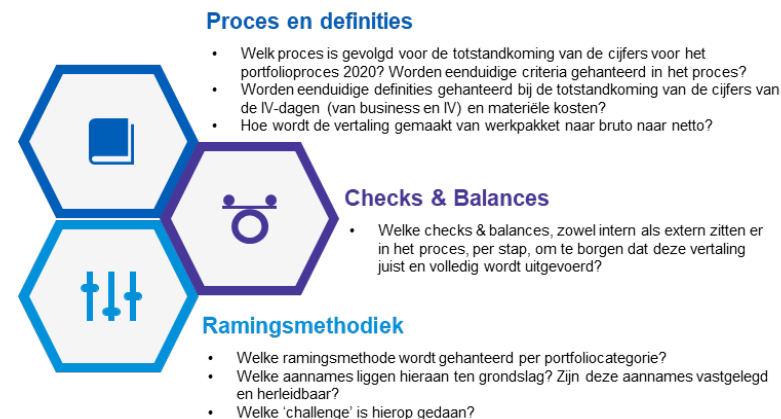 Proces en definities
• Welk proces is gevolgd voor de totstandkoming van de cijfers voor het
portfolioproces 2020? Worden eenduidige criteria gehanteerd in het proces?
• Worden eenduidige definities gehanteerd bij de totstandkoming van de cijfers van
de IV-dagen (van business en IV) en materiële kosten?
• Hoe wordt de vertaling gemaakt van werkpakket naar bruto naar netto?
Checks & Balances
• Welke checks & balances, zowel intern als extern zitten er
in het proces, per stap, om te borgen dat deze vertaling
juist en volledig wordt uitgevoerd?
Ramingsmethodiek
• Welke ramingsmethode wordt gehanteerd per portfoliocategorie?
• Welke aannames liggen hieraan ten grondslag? Zijn deze aannames vastgelegd
en herleidbaar?
• Welke ‘challenge’ is hierop gedaan?